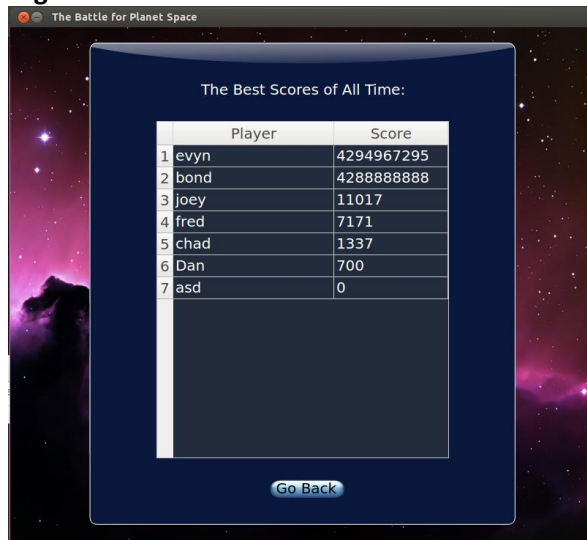 The Battle for Planet Space
The Best Scores of All Time:
Player Score
1 evyn 4294967295
2 bond 4288888888
3 joey 11017
4 fred 7171
5 chad 1337
6 Dan 700
7 asd 0
Go Back